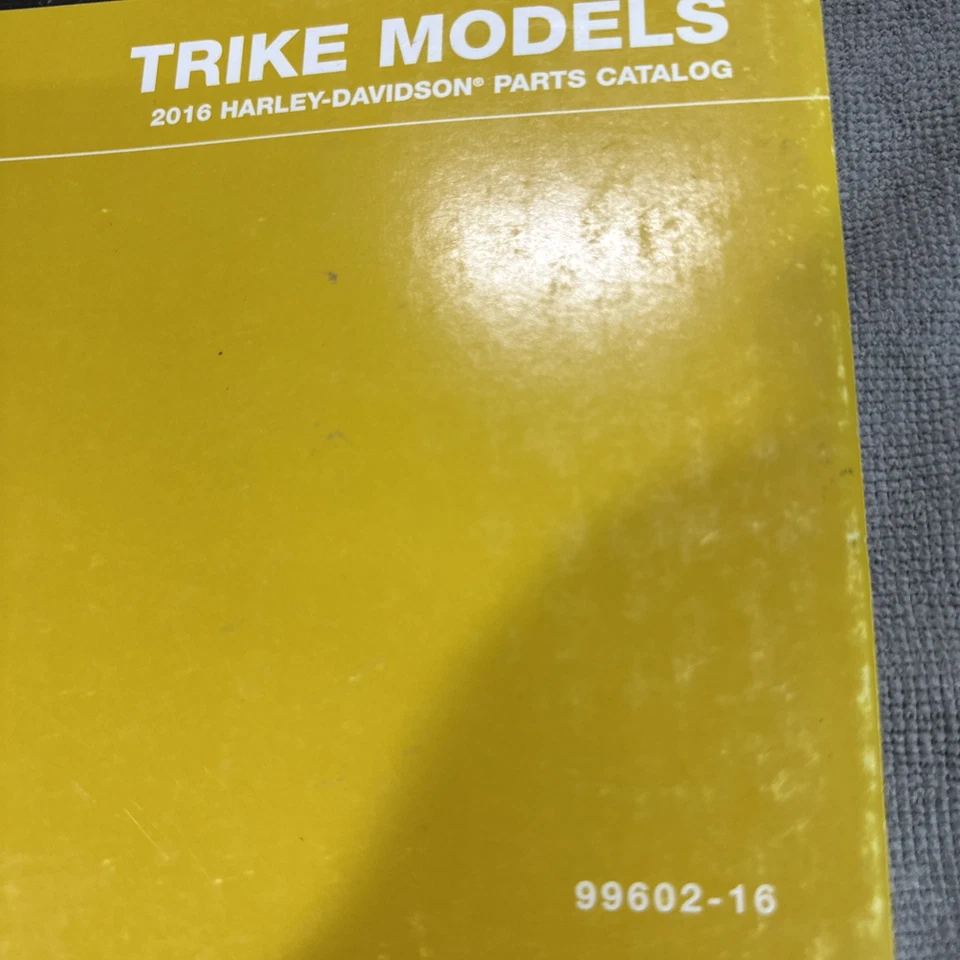 TRIKE MODELS
2016 HARLEY-DAVIDSON® PARTS CATALOG
99602-16